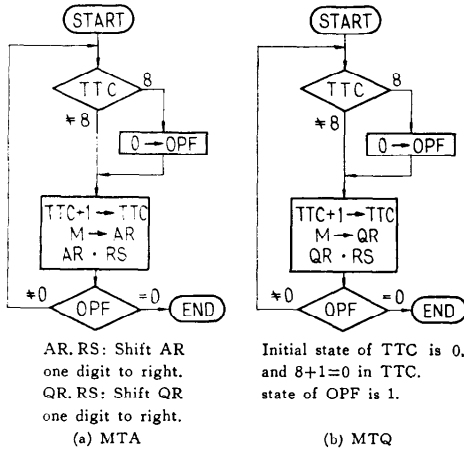 START
TTC
8
≠8
0→OPF
TTC+1→TTC
M→AR
AR・RS
≠0
OPF
=0
END
AR. RS: Shift AR
one digit to right.
QR. RS: Shift QR
one digit to right.
(a) MTA
START
TTC
8
≠8
0→OPF
TTC+1→TTC
M→QR
QR・RS
≠0
OPF
=0
END
Initial state of TTC is 0,
and 8+1=0 in TTC.
state of OPF is 1.
(b) MTQ